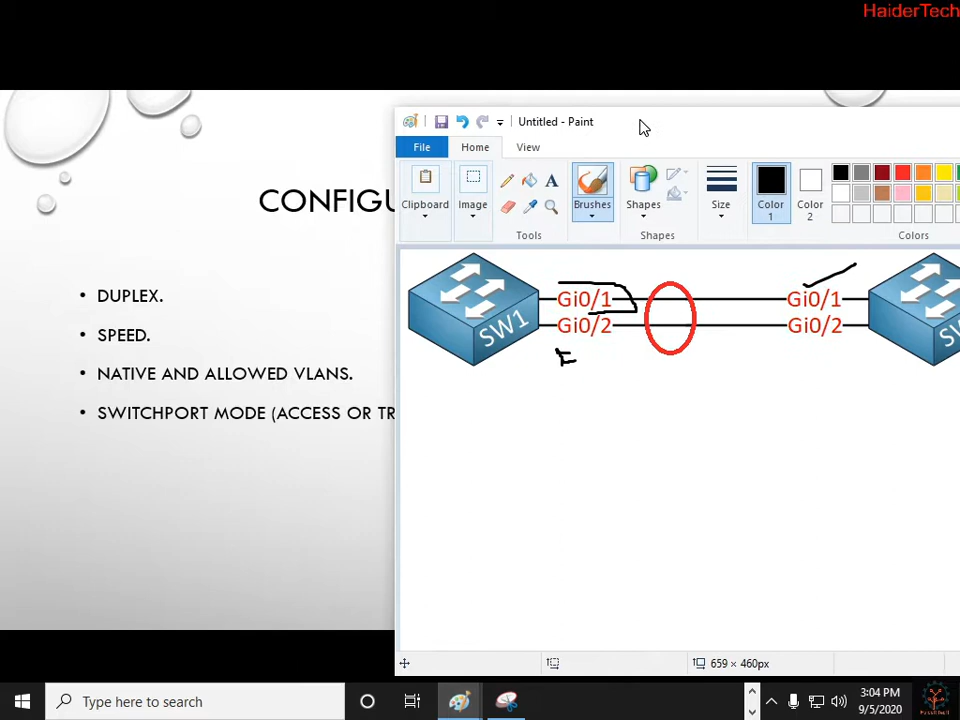 HaiderTech
Untitled - Paint
File Home View
Clipboard
Image
Tools
Brushes
Shapes
Shapes
Size
Color 1
Color 2
Colors
CONFIGU
• DUPLEX.
• SPEED.
• NATIVE AND ALLOWED VLANS.
• SWITCHPORT MODE (ACCESS OR TR
SW1
Gi0/1
Gi0/2
Gi0/1
Gi0/2
F
659 × 460px
Type here to search
3:04 PM
9/5/2020